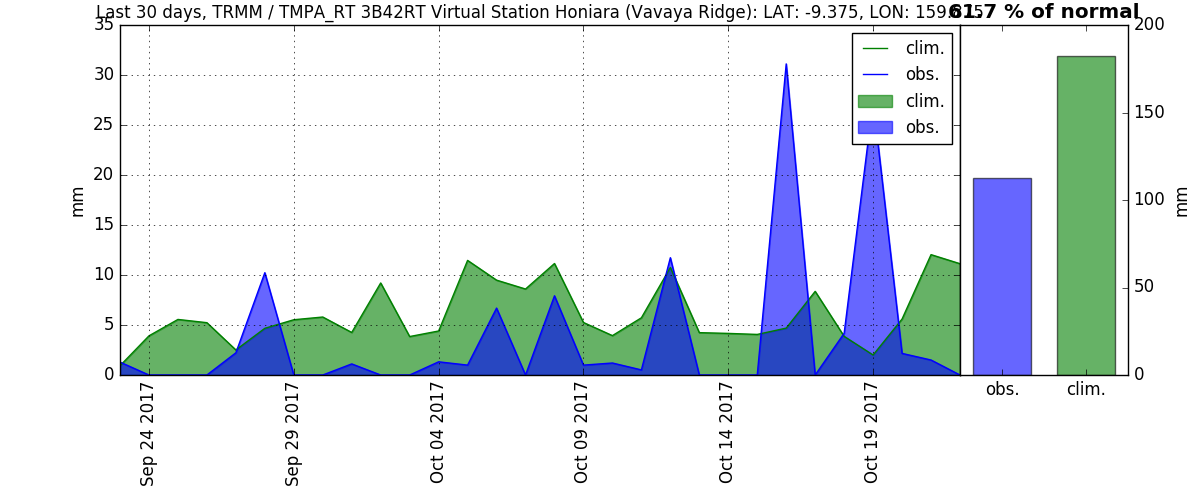 Last 30 days, TRMM / TMPA_RT 3B42RT Virtual Station Honiara (Vavaya Ridge): LAT: -9.375, LON:
61.7 % of normal
35
30
25
20
15
10
5
0
mm
clim.
obs.
clim.
obs.
200
150
100
50
0
mm
Sep 24 2017
Sep 29 2017
Oct 04 2017
Oct 09 2017
Oct 14 2017
Oct 19 2017
obs.
clim.